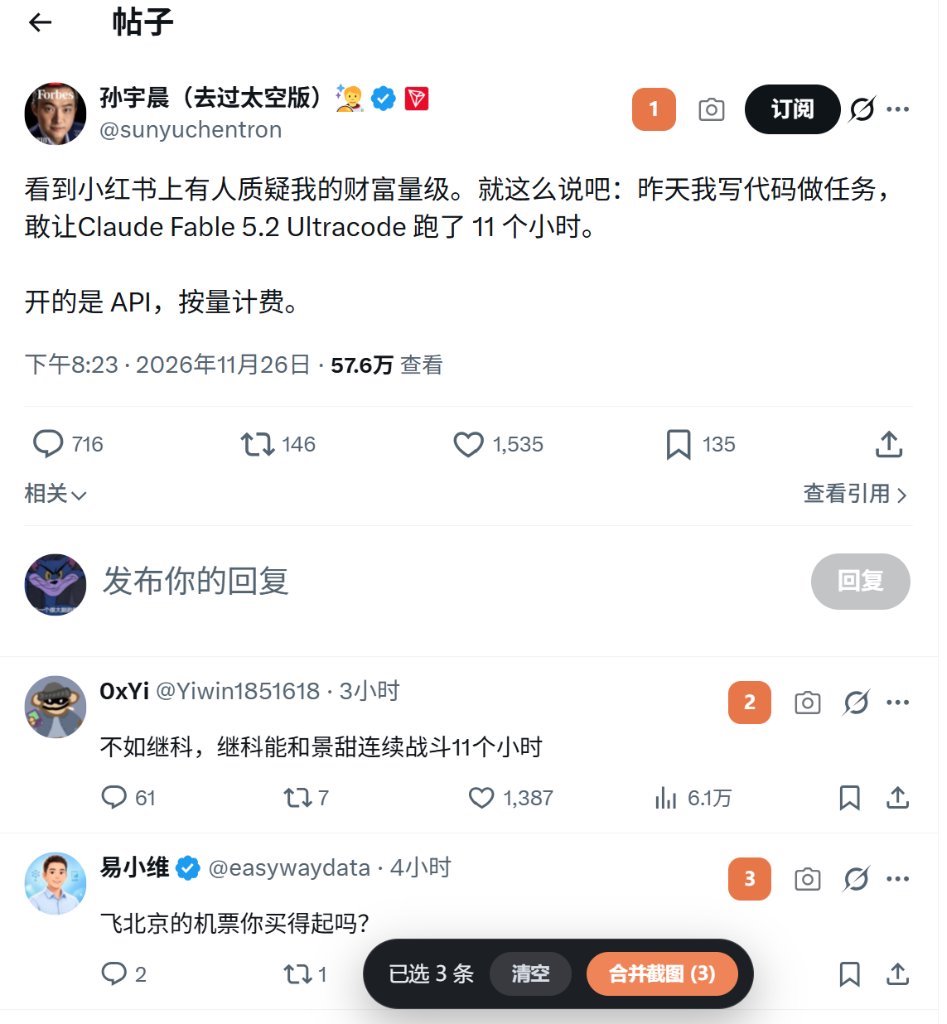 帖子
Forbes
孙宇晨（去过太空版）
@sunyuchentron
1
订阅
看到小红书上有人质疑我的财富量级。就这么说吧：昨天我写代码做任务，
敢让Claude Fable 5.2 Ultracode 跑了 11 个小时。
开的是 API，按量计费。
下午8:23 · 2026年11月26日 · 57.6万 查看
716 146 1,535 135
相关 查看引用
发布你的回复 回复
0xYi @Yiwin1851618 · 3小时 2
不如继科，继科能和景甜连续战斗11个小时
61 7 1,387 6.1万
易小维 @easywaydata · 4小时 3
飞北京的机票你买得起吗？
2 1
已选 3 条 清空 合并截图 (3)